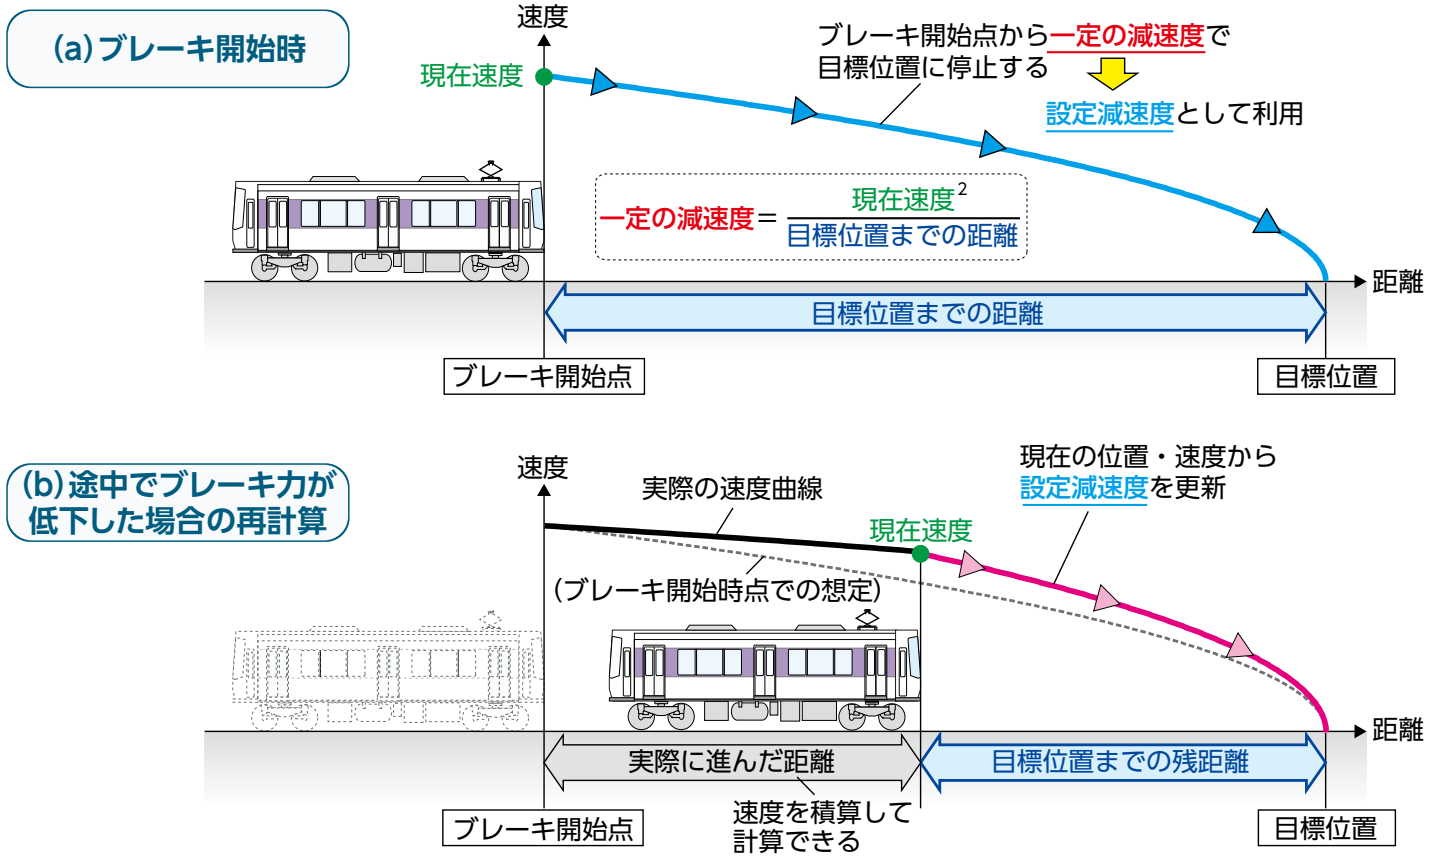 (a)ブレーキ開始時
速度
現在速度
ブレーキ開始点から一定の減速度で
目標位置に停止する
設定減速度として利用
一定の減速度=現在速度²
目標位置までの距離
距離
目標位置までの距離
ブレーキ開始点
目標位置
(b)途中でブレーキ力が
低下した場合の再計算
速度
実際の速度曲線
現在速度
現在の位置・速度から
設定減速度を更新
(ブレーキ開始時点での想定)
距離
実際に進んだ距離
目標位置までの残距離
速度を積算して
計算できる
ブレーキ開始点
目標位置